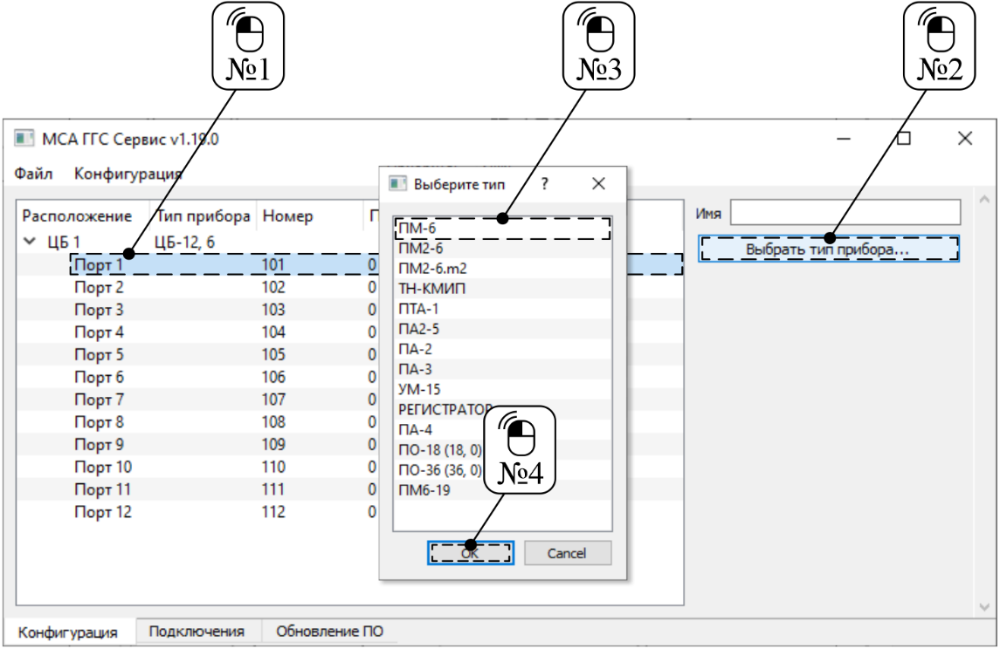 №1
№3
№2
МСА ГГС Сервис v1.19.0
Файл Конфигурация
Расположение Тип прибора Номер П
ЦБ 1 ЦБ-12, 6
Порт 1 101 0
Порт 2 102 0
Порт 3 103 0
Порт 4 104 0
Порт 5 105 0
Порт 6 106 0
Порт 7 107 0
Порт 8 108 0
Порт 9 109 0
Порт 10 110 0
Порт 11 111 0
Порт 12 112 0
Выберите тип ?
ПМ-6
ПМ2-6
ПМ2-6.m2
ТН-КМИП
ПТА-1
ПА2-5
ПА-2
ПА-3
УМ-15
РЕГИСТРАТОР
ПА-4
ПО-18 (18, 0)
ПО-36 (36, 0)
ПМ6-19
№4
OK Cancel
Имя
Выбрать тип прибора...
Конфигурация Подключения Обновление ПО